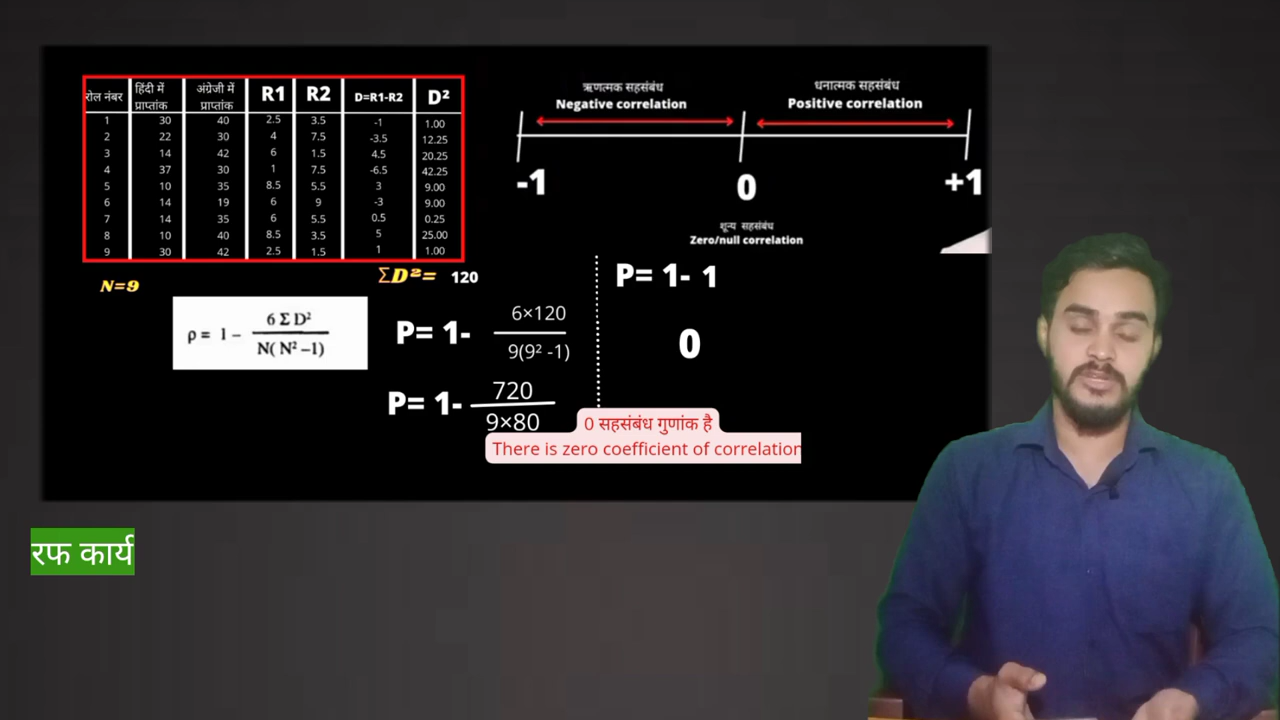 रोल नंबर हिंदी में प्राप्तांक अंग्रेजी में प्राप्तांक R1 R2 D=R1-R2 D²
1 30 40 2.5 3.5 -1 1.00
2 22 30 4 7.5 -3.5 12.25
3 14 42 6 1.5 4.5 20.25
4 37 30 1 7.5 -6.5 42.25
5 10 35 8.5 5.5 3 9.00
6 14 19 6 9 -3 9.00
7 14 35 6 5.5 0.5 0.25
8 10 40 8.5 3.5 5 25.00
9 30 42 2.5 1.5 1 1.00
N=9
ΣD²= 120
ρ = 1 – 6 Σ D² / N( N² –1)
P= 1- 6×120 / 9(9² -1)
P= 1- 720 / 9×80
ऋणत्मक सहसंबंध
Negative correlation
धनात्मक सहसंबंध
Positive correlation
-1 0 +1
शून्य सहसंबंध
Zero/null correlation
P= 1- 1
0
0 सहसंबंध गुणांक है
There is zero coefficient of correlation
रफ कार्य